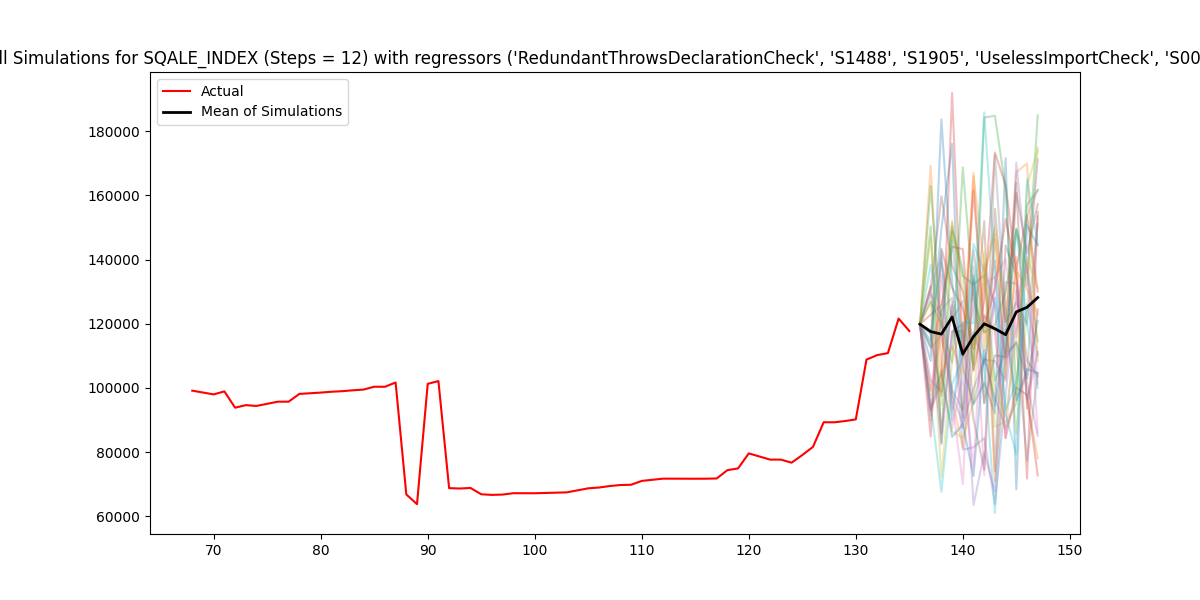 ll Simulations for SQALE_INDEX (Steps = 12) with regressors ('RedundantThrowsDeclarationCheck', 'S1488', 'S1905', 'UselessImportCheck', 'S00
Actual
Mean of Simulations
180000
160000
140000
120000
100000
80000
60000
70 80 90 100 110 120 130 140 150